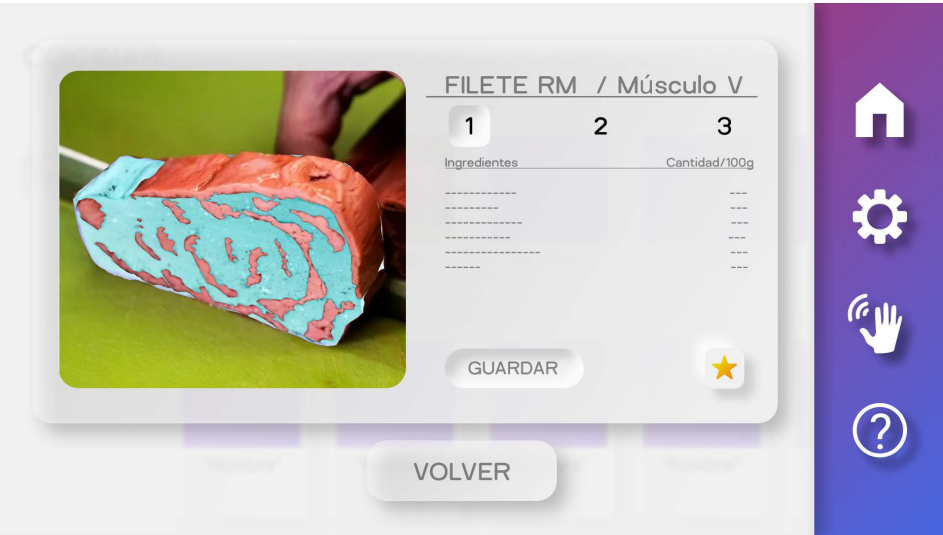 FILETE RM / Músculo V
1 2 3
Ingredientes Cantidad/100g
------------ ---
--------- ---
------------- ---
----------- ---
---------------- ---
------ ---
GUARDAR
VOLVER
?